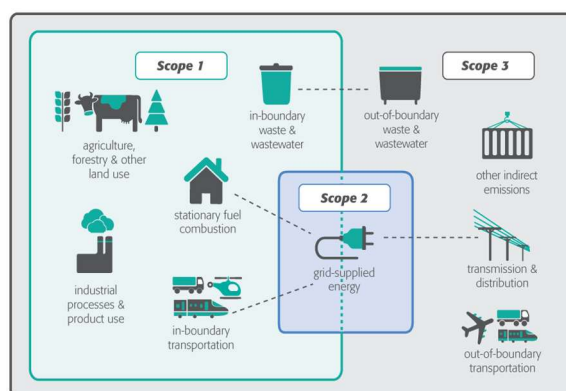 Scope 1
Scope 3
in-boundary
waste &
wastewater
out-of-boundary
waste &
wastewater
agriculture,
forestry & other
land use
other indirect
emissions
Scope 2
stationary fuel
combustion
grid-supplied
energy
transmission &
distribution
industrial
processes &
product use
in-boundary
transportation
out-of-boundary
transportation